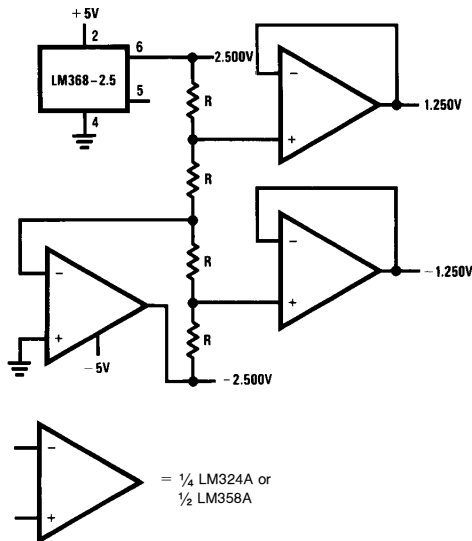 +5V
2
6
2.500V
LM368-2.5
5
4
R
−
+
1.250V
R
R
−
+
−1.250V
−
+
−5V
R
−2.500V
−
+
= ¼ LM324A or
½ LM358A